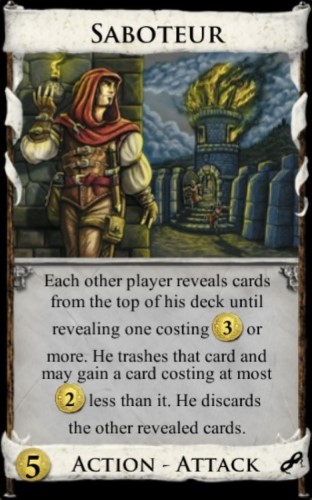 SABOTEUR
Each other player reveals cards
from the top of his deck until
revealing one costing 3 or
more. He trashes that card and
may gain a card costing at most
2 less than it. He discards
the other revealed cards.
5 ACTION - ATTACK